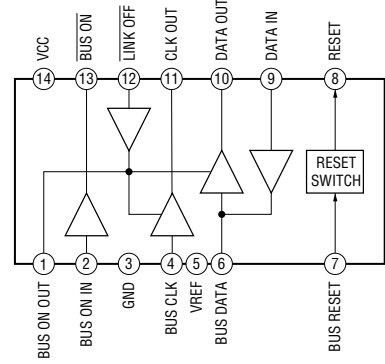 VCC
BUS ON
LINK OFF
CLK OUT
DATA OUT
DATA IN
RESET
14
13
12
11
10
9
8
RESET
SWITCH
1
2
3
4
5
6
7
BUS ON OUT
BUS ON IN
GND
BUS CLK
VREF
BUS DATA
BUS RESET